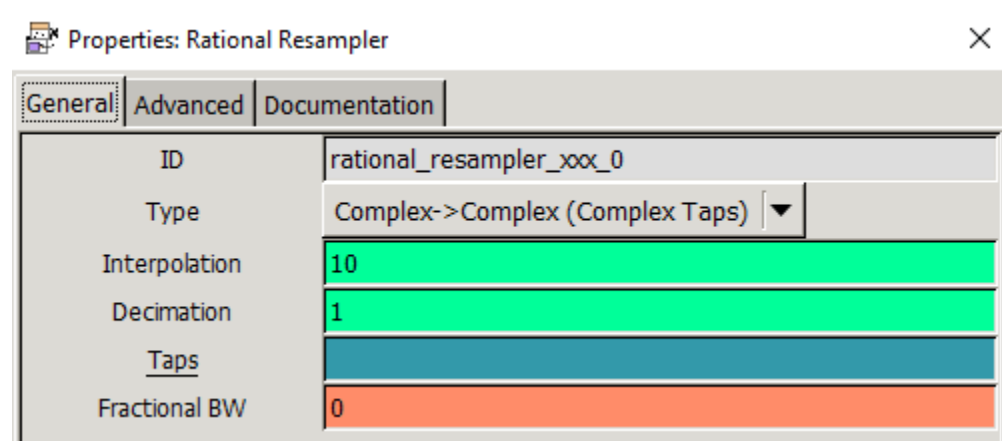 Properties: Rational Resampler
General Advanced Documentation
ID rational_resampler_xxx_0
Type Complex->Complex (Complex Taps)
Interpolation 10
Decimation 1
Taps
Fractional BW 0